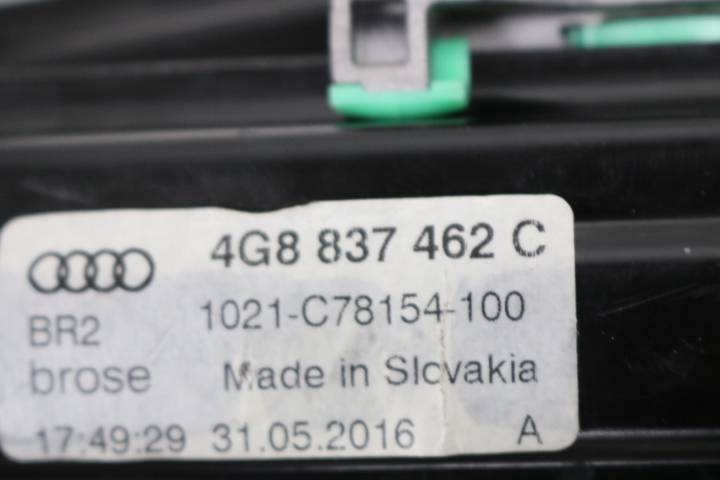 4G8 837 462 C
BR2 1021-C78154-100
brose Made in Slovakia
17:49:29 31.05.2016 A